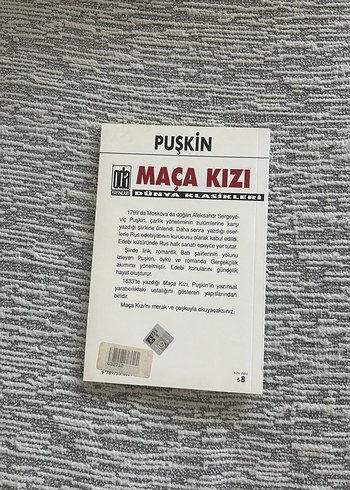 PUŞKİN
oda
YAYINLARI
MAÇA KIZI
DÜNYA KLASİKLERİ
1799'da Moskova'da doğan Aleksandr Sergeye-
viç Puşkin, çarlık yönetiminin zulümlerine karşı
yazdığı şiirlerle ünlendi. Daha sonra yazdığı eser-
lerle Rus edebiyatının kurucusu olarak kabul edildi.
Edebi kültüründe Rus halk sanatı epeyce yer tutar.
Şiirde lirik, romantik Batı şairlerinin yolunu
izleyen Puşkin, öykü ve romanda Gerçekçilik
akımına yönelmiştir. Edebi konularını gündelik
hayat oluşturur.
1833'te yazdığı Maça Kızı, Puşkin'in yazınsal
yaratıcılıktaki ustalığını gösteren yapıtlarından
biridir.
Maça Kızı'nı merak ve coşkuyla okuyacaksınız.
₺8